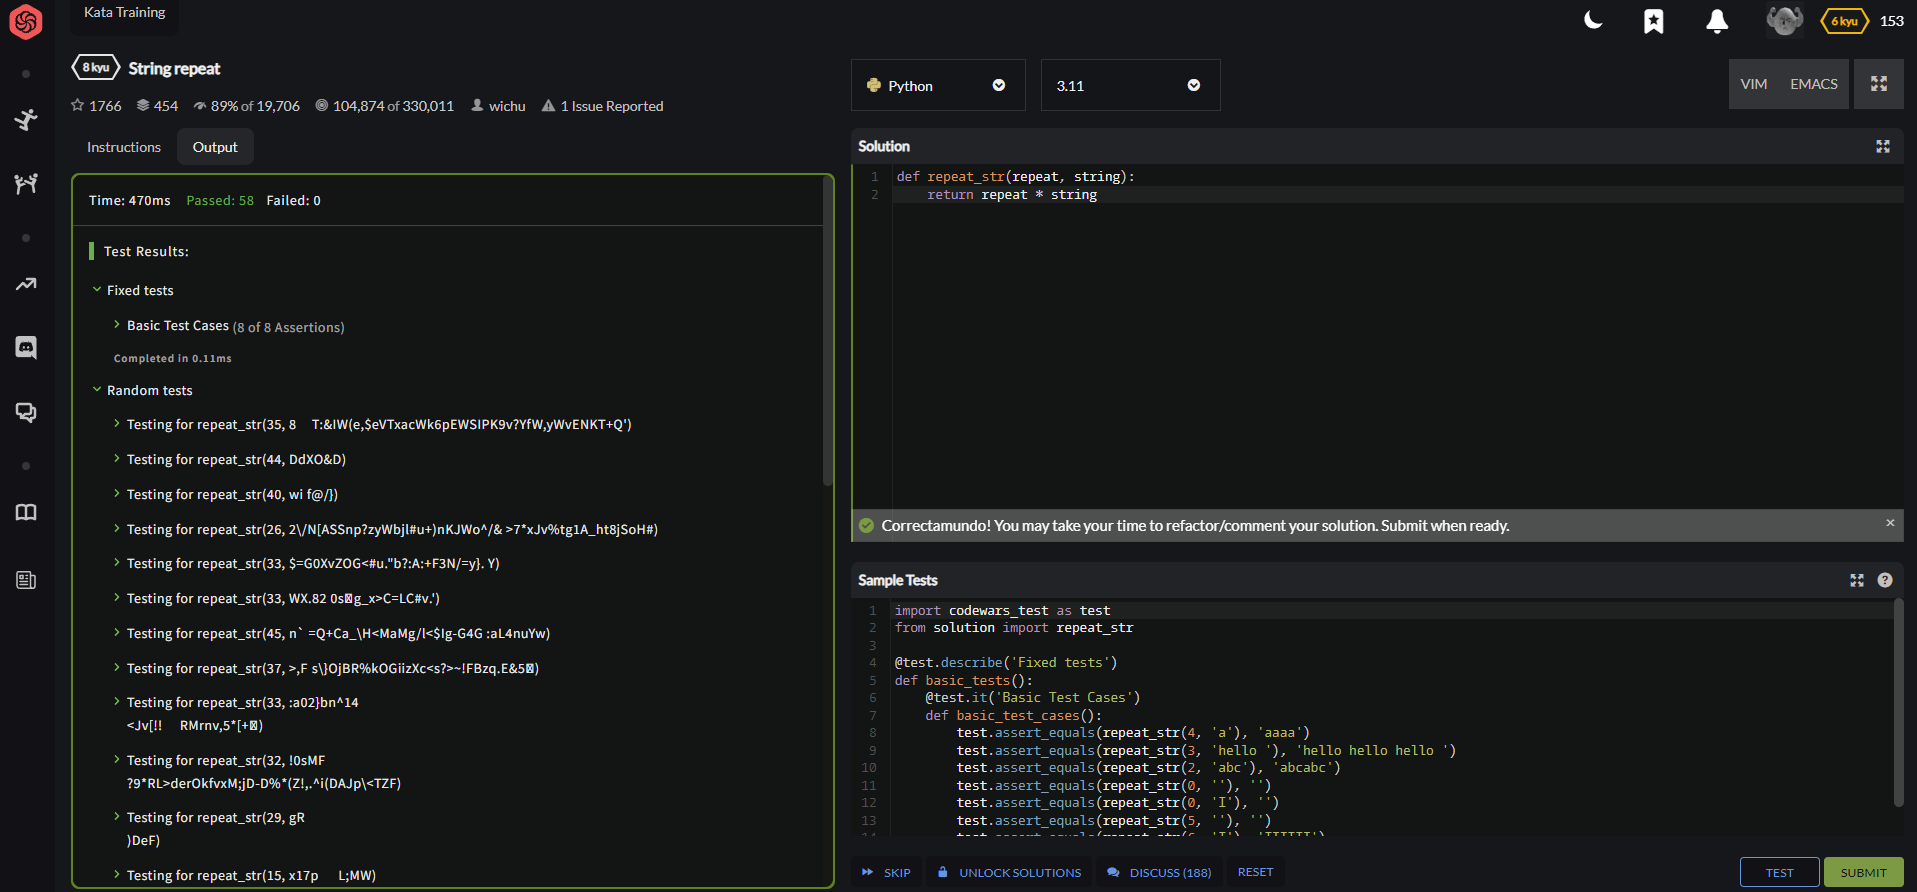 Kata Training
6 kyu 153
8 kyu String repeat
1766 454 89% of 19,706 104,874 of 330,011 wichu 1 Issue Reported
Instructions Output
Time: 470ms Passed: 58 Failed: 0
Test Results:
Fixed tests
Basic Test Cases (8 of 8 Assertions)
Completed in 0.11ms
Random tests
Testing for repeat_str(35, 8 T:&IW(e,$eVTxacWk6pEWSIPK9v?YfW,yWvENKT+Q')
Testing for repeat_str(44, DdXO&D)
Testing for repeat_str(40, wi f@/})
Testing for repeat_str(26, 2\/N[ASSnp?zyWbjl#u+)nKJWo^/& >7*xJv%tg1A_ht8jSoH#)
Testing for repeat_str(33, $=G0XvZOG<#u."b?:A:+F3N/=y}. Y)
Testing for repeat_str(33, WX.82 0s g_x>C=LC#v.')
Testing for repeat_str(45, n` =Q+Ca_\H<MaMg/l<$Ig-G4G :aL4nuYw)
Testing for repeat_str(37, >,F s\}OjBR%kOGiizXc<s?>~!FBzq.E&5 )
Testing for repeat_str(33, :a02}bn^14
<Jv[!! RMrnv,5*[+ )
Testing for repeat_str(32, !0sMF
?9*RL>derOkfvxM;jD-D%*(Z!,.^i(DAJp\<TZF)
Testing for repeat_str(29, gR
)DeF)
Testing for repeat_str(15, x17p L;MW)
Python 3.11 VIM EMACS
Solution
1 def repeat_str(repeat, string):
2 return repeat * string
Correctamundo! You may take your time to refactor/comment your solution. Submit when ready. ×
Sample Tests ?
1 import codewars_test as test
2 from solution import repeat_str
3
4 @test.describe('Fixed tests')
5 def basic_tests():
6 @test.it('Basic Test Cases')
7 def basic_test_cases():
8 test.assert_equals(repeat_str(4, 'a'), 'aaaa')
9 test.assert_equals(repeat_str(3, 'hello '), 'hello hello hello ')
10 test.assert_equals(repeat_str(2, 'abc'), 'abcabc')
11 test.assert_equals(repeat_str(0, ''), '')
12 test.assert_equals(repeat_str(0, 'I'), '')
13 test.assert_equals(repeat_str(5, ''), '')
SKIP UNLOCK SOLUTIONS DISCUSS (188) RESET TEST SUBMIT